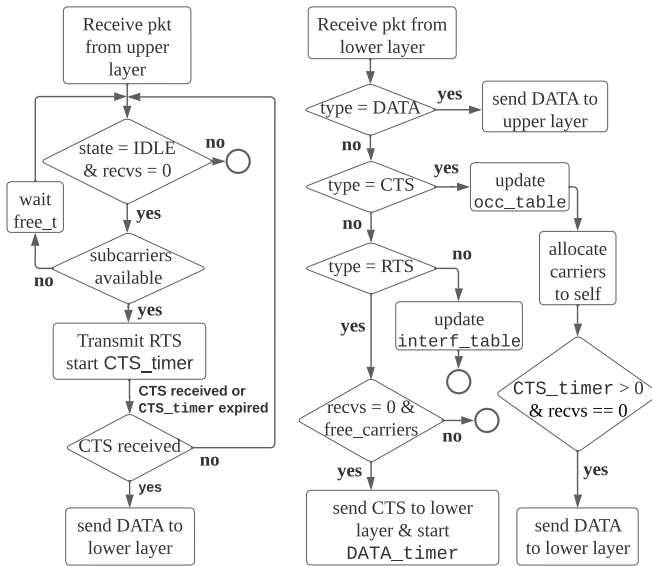 Receive pkt
from upper
layer
state = IDLE
& recvs = 0
no
yes
wait
free_t
subcarriers
available
no
yes
Transmit RTS
start CTS_timer
CTS received or
CTS_timer expired
CTS received
no
yes
send DATA to
lower layer
Receive pkt from
lower layer
type = DATA
yes
send DATA to
upper layer
no
type = CTS
yes
update
occ_table
no
type = RTS
no
update
interf_table
yes
recvs = 0 &
free_carriers
no
yes
send CTS to lower
layer & start
DATA_timer
allocate
carriers
to self
CTS_timer > 0
& recvs == 0
yes
send DATA
to lower layer